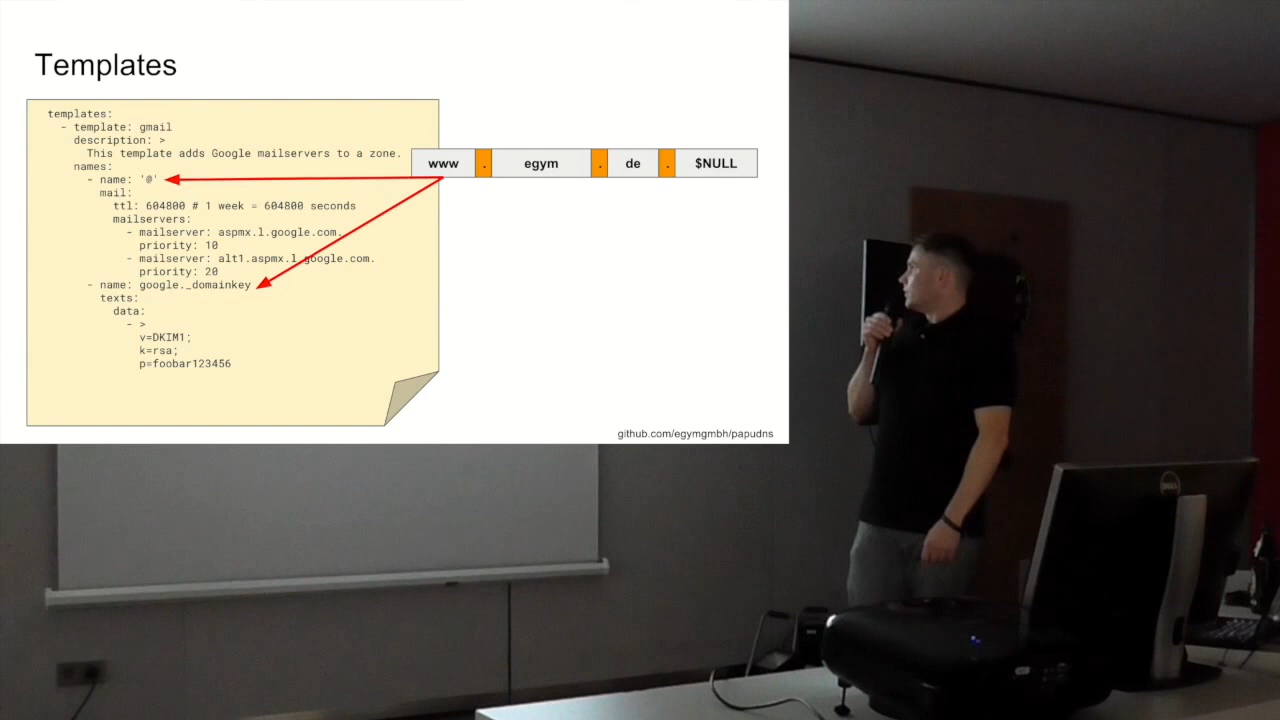 Templates
templates:
- template: gmail
description: >
This template adds Google mailservers to a zone.
names:
- name: '@'
mail:
ttl: 604800 # 1 week = 604800 seconds
mailservers:
- mailserver: aspmx.l.google.com.
priority: 10
- mailserver: alt1.aspmx.l.google.com.
priority: 20
- name: google._domainkey
texts:
data:
- >
v=DKIM1;
k=rsa;
p=foobar123456
www . egym . de . $NULL
github.com/egymgmbh/papudns
DELL